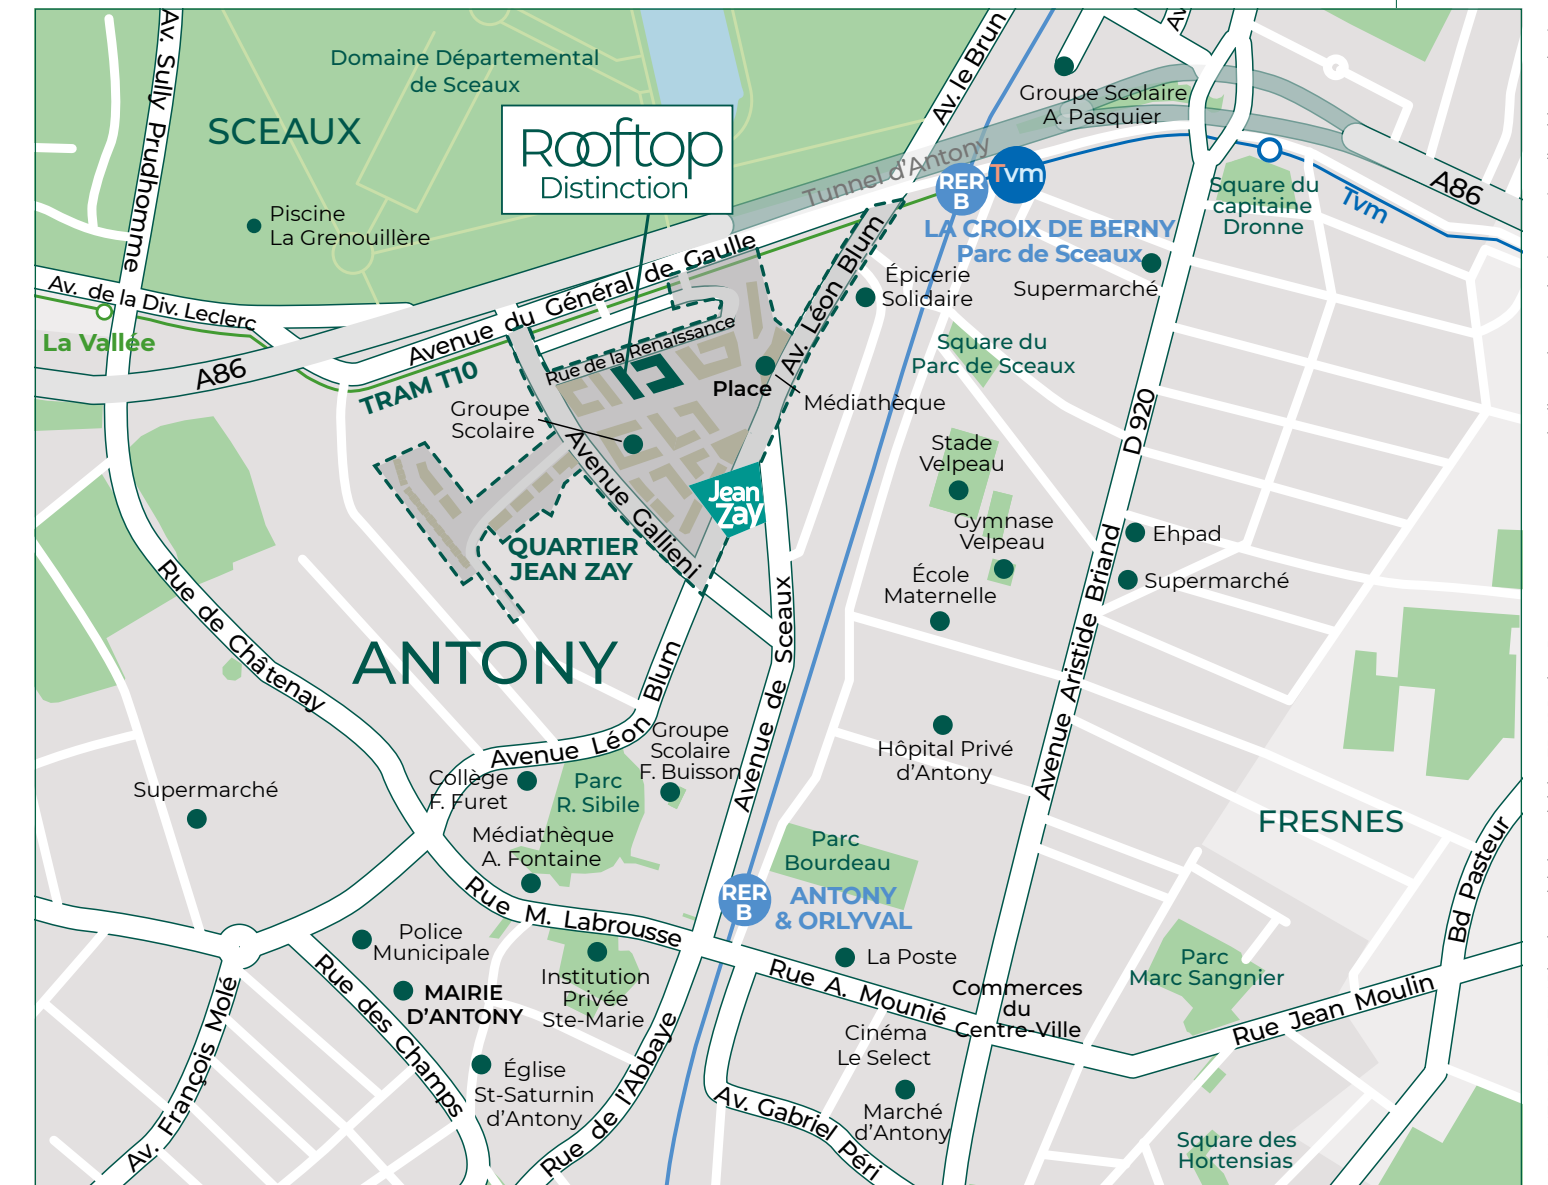 Av. Sully Prudhomme
Domaine Départemental
de Sceaux
SCEAUX
Rooftop
Distinction
Piscine
La Grenouillère
Av. le Brun
Av
Groupe Scolaire
A. Pasquier
Tunnel d'Antony
RER
B
Tvm
LA CROIX DE BERNY
Parc de Sceaux
Square du
capitaine
Dronne
Tvm
A86
Av. de la Div. Leclerc
La Vallée
A86
Avenue du Général de Gaulle
TRAM T10
Rue de la Renaissance
Av. Léon Blum
Épicerie
Solidaire
Supermarché
Square du
Parc de Sceaux
Place
Médiathèque
Groupe
Scolaire
Avenue Gallieni
Jean
Zay
QUARTIER
JEAN ZAY
D 920
Stade
Velpeau
Gymnase
Velpeau
École
Maternelle
Ehpad
Supermarché
Avenue Aristide Briand
Rue de Châtenay
ANTONY
Avenue Léon Blum
Avenue de Sceaux
Groupe
Scolaire
F. Buisson
Hôpital Privé
d'Antony
Supermarché
Collège
F. Furet
Parc
R. Sibile
Médiathèque
A. Fontaine
Parc
Bourdeau
FRESNES
Bd Pasteur
RER
B
ANTONY
& ORLYVAL
Rue M. Labrousse
Police
Municipale
MAIRIE
D'ANTONY
Institution
Privée
Ste-Marie
La Poste
Rue A. Mounié
Commerces
du
Centre-Ville
Parc
Marc Sangnier
Rue Jean Moulin
Av. François Molé
Rue des Champs
Église
St-Saturnin
d'Antony
Rue de l'Abbaye
Cinéma
Le Select
Marché
d'Antony
Av. Gabriel Péri
Square des
Hortensias